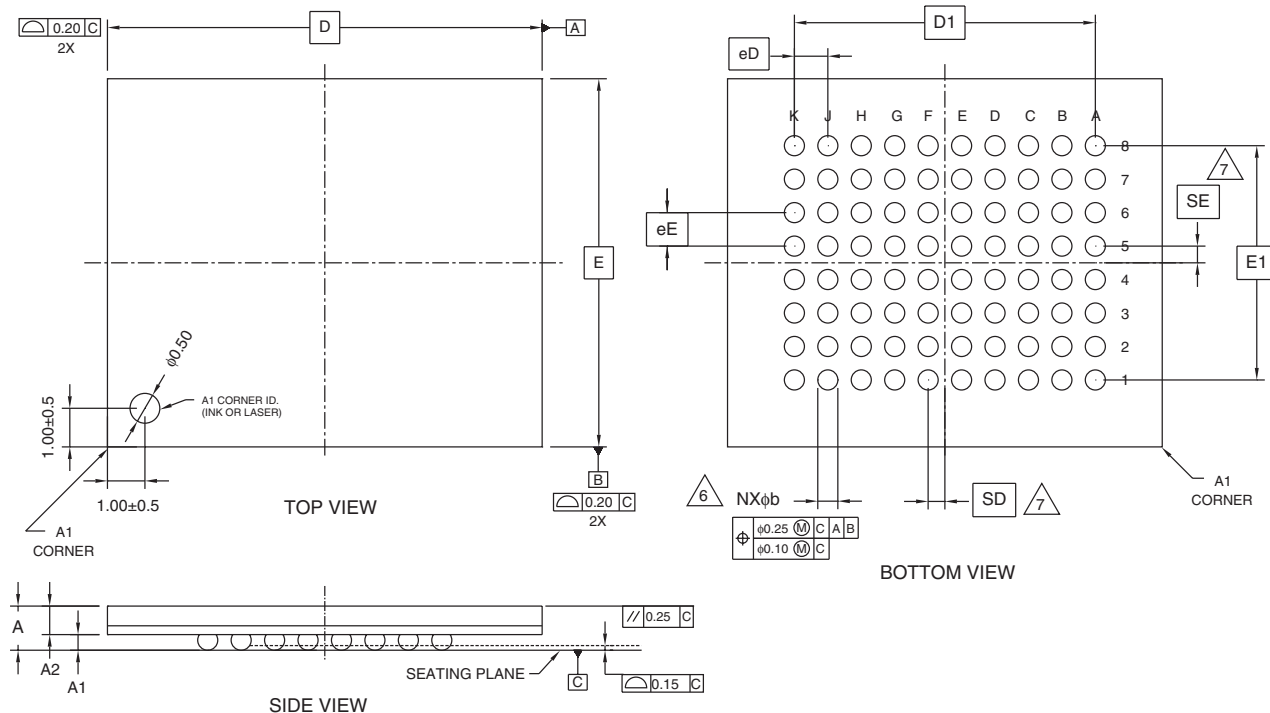 ⌓ 0.20 C
2X
D
A
E
φ0.50
A1 CORNER ID.
(INK OR LASER)
1.00±0.5
1.00±0.5
A1
CORNER
TOP VIEW
B
⌓ 0.20 C
2X
D1
eD
K J H G F E D C B A
8
7
6
5
4
3
2
1
7
SE
eE
E1
6
NXφb
SD
7
A1
CORNER
⌖ φ0.25 Ⓜ C A B
φ0.10 Ⓜ C
BOTTOM VIEW
A
A2
A1
// 0.25 C
SEATING PLANE
C
⌓ 0.15 C
SIDE VIEW